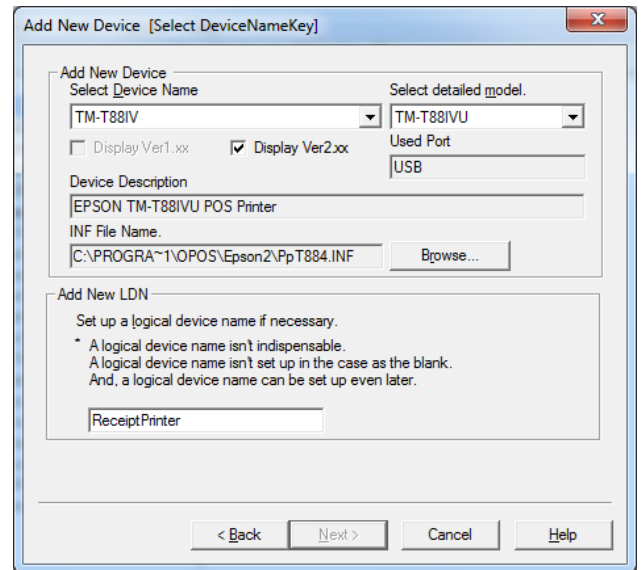 Add New Device [Select DeviceNameKey]
Add New Device
Select Device Name
Select detailed model.
TM-T88IV
TM-T88IVU
Display Ver1.xx
Display Ver2.xx
Used Port
USB
Device Description
EPSON TM-T88IVU POS Printer
INF File Name.
C:\PROGRA~1\OPOS\Epson2\PpT884.INF
Browse...
Add New LDN
Set up a logical device name if necessary.
* A logical device name isn't indispensable.
A logical device name isn't set up in the case as the blank.
And, a logical device name can be set up even later.
ReceiptPrinter
< Back
Next >
Cancel
Help